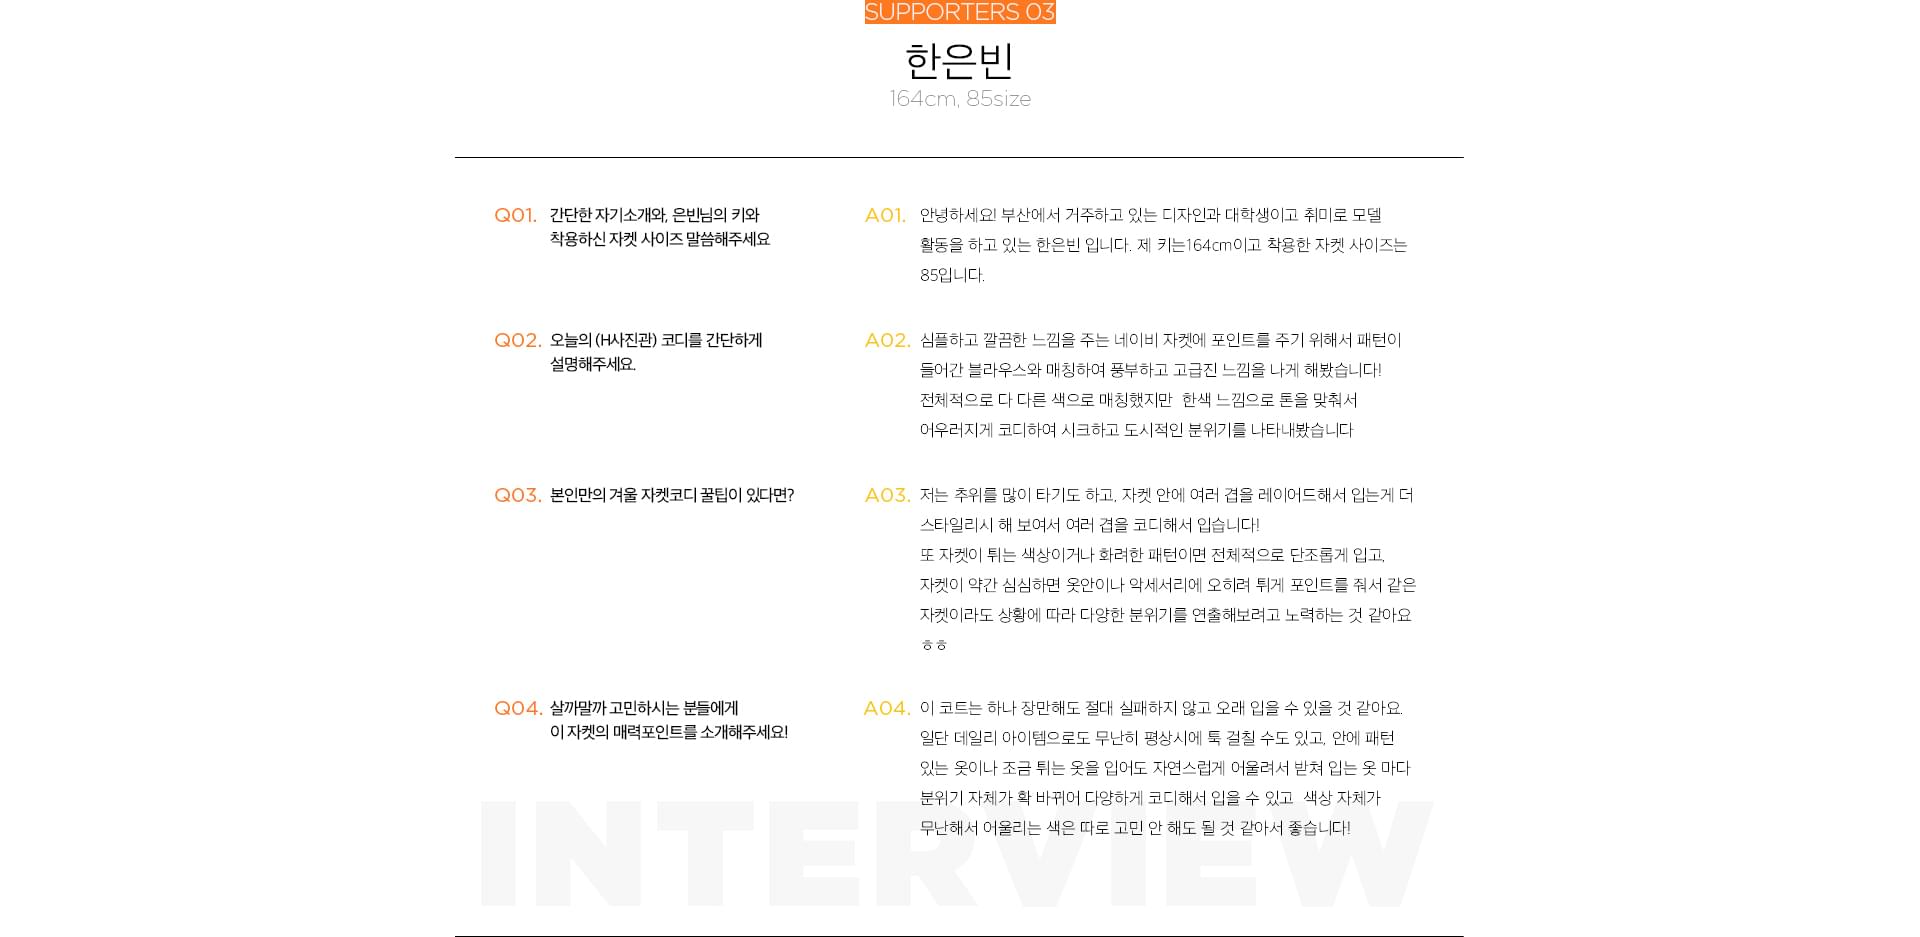 SUPPORTERS 03
한은빈
164cm, 85size
Q01. 간단한 자기소개와, 은빈님의 키와
착용하신 자켓 사이즈 말씀해주세요
A01. 안녕하세요! 부산에서 거주하고 있는 디자인과 대학생이고 취미로 모델
활동을 하고 있는 한은빈 입니다. 제 키는164cm이고 착용한 자켓 사이즈는
85입니다.
Q02. 오늘의 (H사진관) 코디를 간단하게
설명해주세요.
A02. 심플하고 깔끔한 느낌을 주는 네이비 자켓에 포인트를 주기 위해서 패턴이
들어간 블라우스와 매칭하여 풍부하고 고급진 느낌을 나게 해봤습니다!
전체적으로 다 다른 색으로 매칭했지만 한색 느낌으로 톤을 맞춰서
어우러지게 코디하여 시크하고 도시적인 분위기를 나타내봤습니다
Q03. 본인만의 겨울 자켓코디 꿀팁이 있다면?
A03. 저는 추위를 많이 타기도 하고, 자켓 안에 여러 겹을 레이어드해서 입는게 더
스타일리시 해 보여서 여러 겹을 코디해서 입습니다!
또 자켓이 튀는 색상이거나 화려한 패턴이면 전체적으로 단조롭게 입고,
자켓이 약간 심심하면 옷안이나 악세서리에 오히려 튀게 포인트를 줘서 같은
자켓이라도 상황에 따라 다양한 분위기를 연출해보려고 노력하는 것 같아요
ㅎㅎ
Q04. 살까말까 고민하시는 분들에게
이 자켓의 매력포인트를 소개해주세요!
A04. 이 코트는 하나 장만해도 절대 실패하지 않고 오래 입을 수 있을 것 같아요.
일단 데일리 아이템으로도 무난히 평상시에 툭 걸칠 수도 있고, 안에 패턴
있는 옷이나 조금 튀는 옷을 입어도 자연스럽게 어울려서 받쳐 입는 옷 마다
분위기 자체가 확 바뀌어 다양하게 코디해서 입을 수 있고 색상 자체가
무난해서 어울리는 색은 따로 고민 안 해도 될 것 같아서 좋습니다!
INTERVIEW